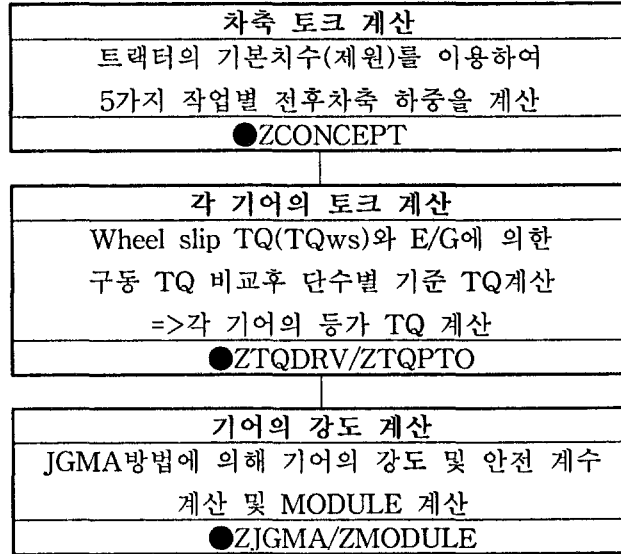 차축 토크 계산
트랙터의 기본치수(제원)를 이용하여
5가지 작업별 전후차축 하중을 계산
●ZCONCEPT
각 기어의 토크 계산
Wheel slip TQ(TQws)와 E/G에 의한
구동 TQ 비교후 단수별 기준 TQ계산
=>각 기어의 등가 TQ 계산
●ZTQDRV/ZTQPTO
기어의 강도 계산
JGMA방법에 의해 기어의 강도 및 안전 계수
계산 및 MODULE 계산
●ZJGMA/ZMODULE